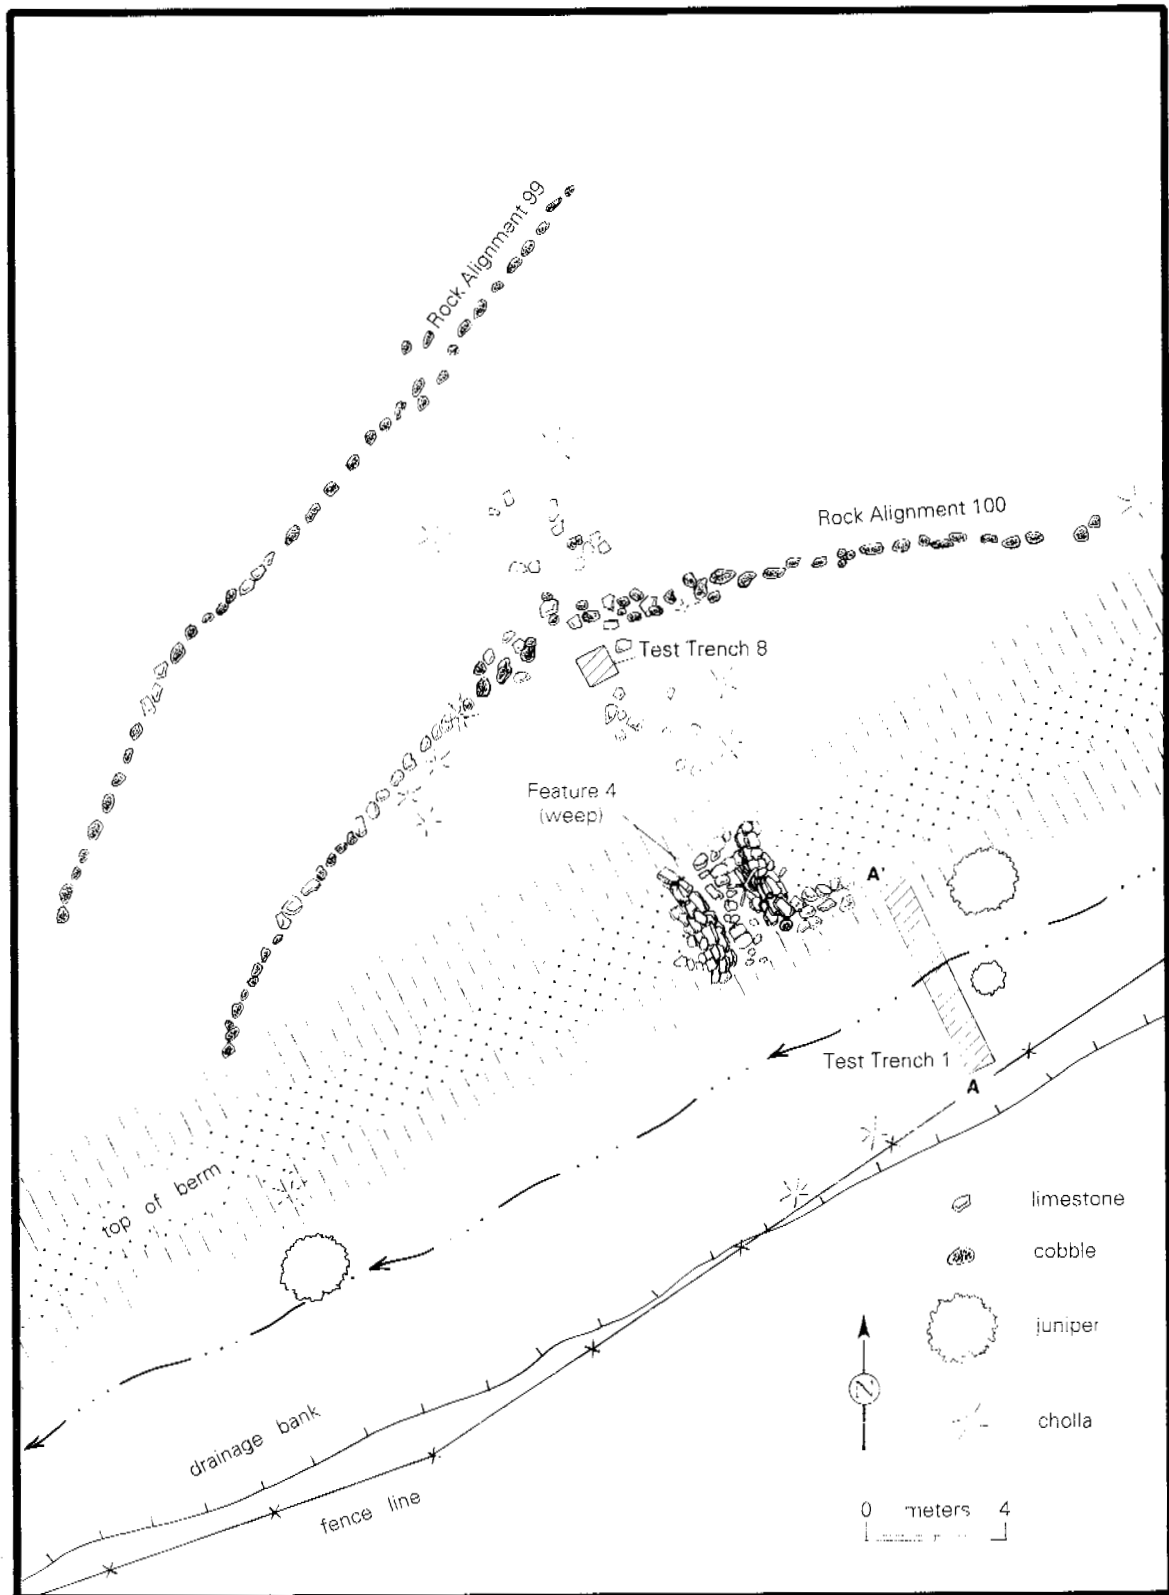 Rock Alignment 99
Rock Alignment 100
Test Trench 8
Feature 4
(weep)
A'
Test Trench 1
A
top of berm
limestone
cobble
juniper
cholla
drainage bank
fence line
N
0 meters 4